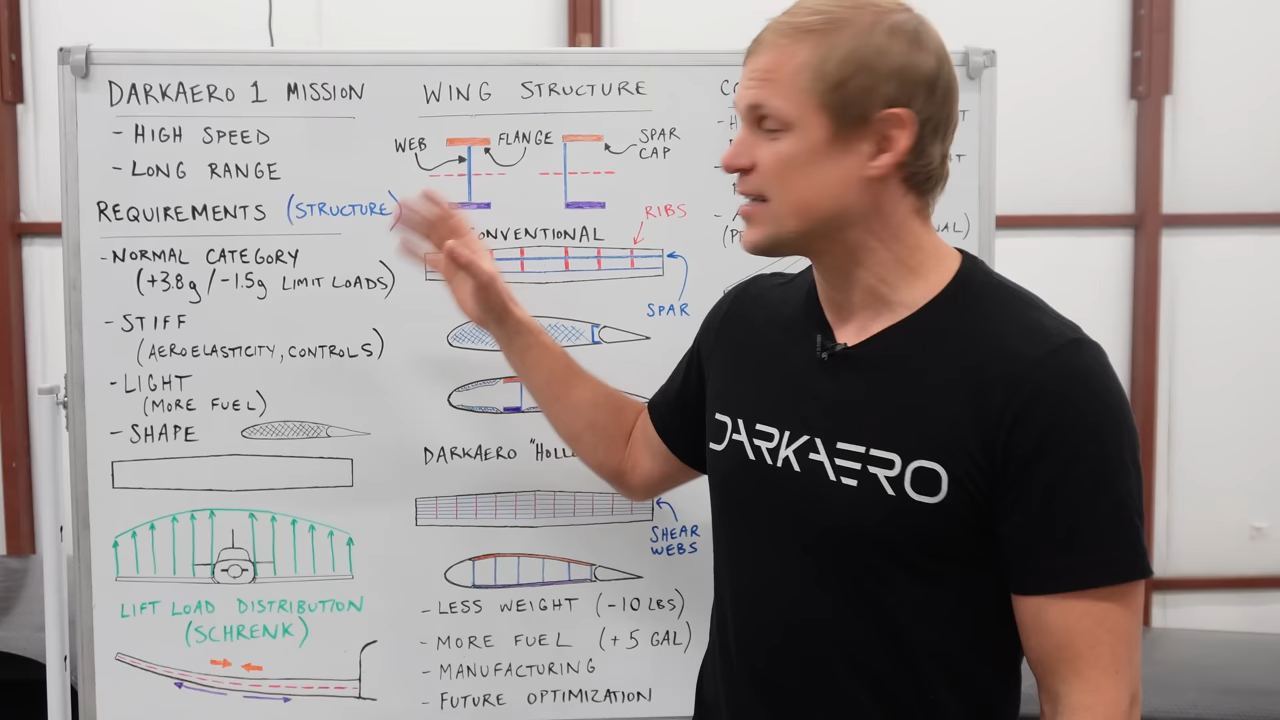 DARKAERO 1 MISSION
- HIGH SPEED
- LONG RANGE
REQUIREMENTS (STRUCTURE)
- NORMAL CATEGORY
(+3.8g / -1.5g LIMIT LOADS)
- STIFF
(AEROELASTICITY, CONTROLS)
- LIGHT
(MORE FUEL)
- SHAPE
LIFT LOAD DISTRIBUTION
(SCHRENK)
WING STRUCTURE
WEB
FLANGE
SPAR
CAP
RIBS
SPAR
DARKAERO
SHEAR
WEBS
- LESS WEIGHT (-10 LBS)
- MORE FUEL (+5 GAL)
- MANUFACTURING
- FUTURE OPTIMIZATION
DARKAERO